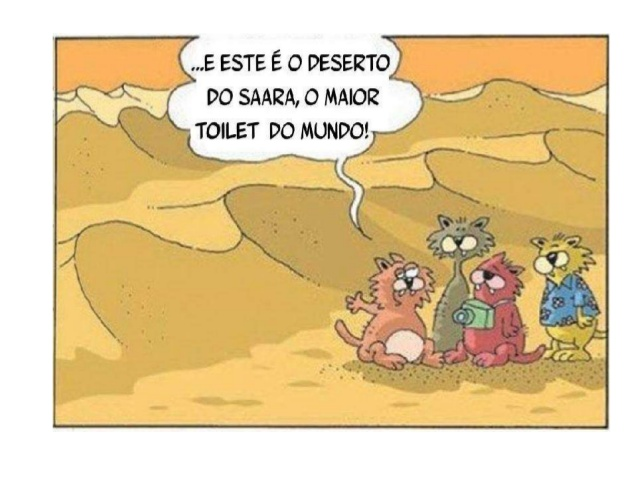 ...E ESTE É O DESERTO
DO SAARA, O MAIOR
TOILET DO MUNDO!